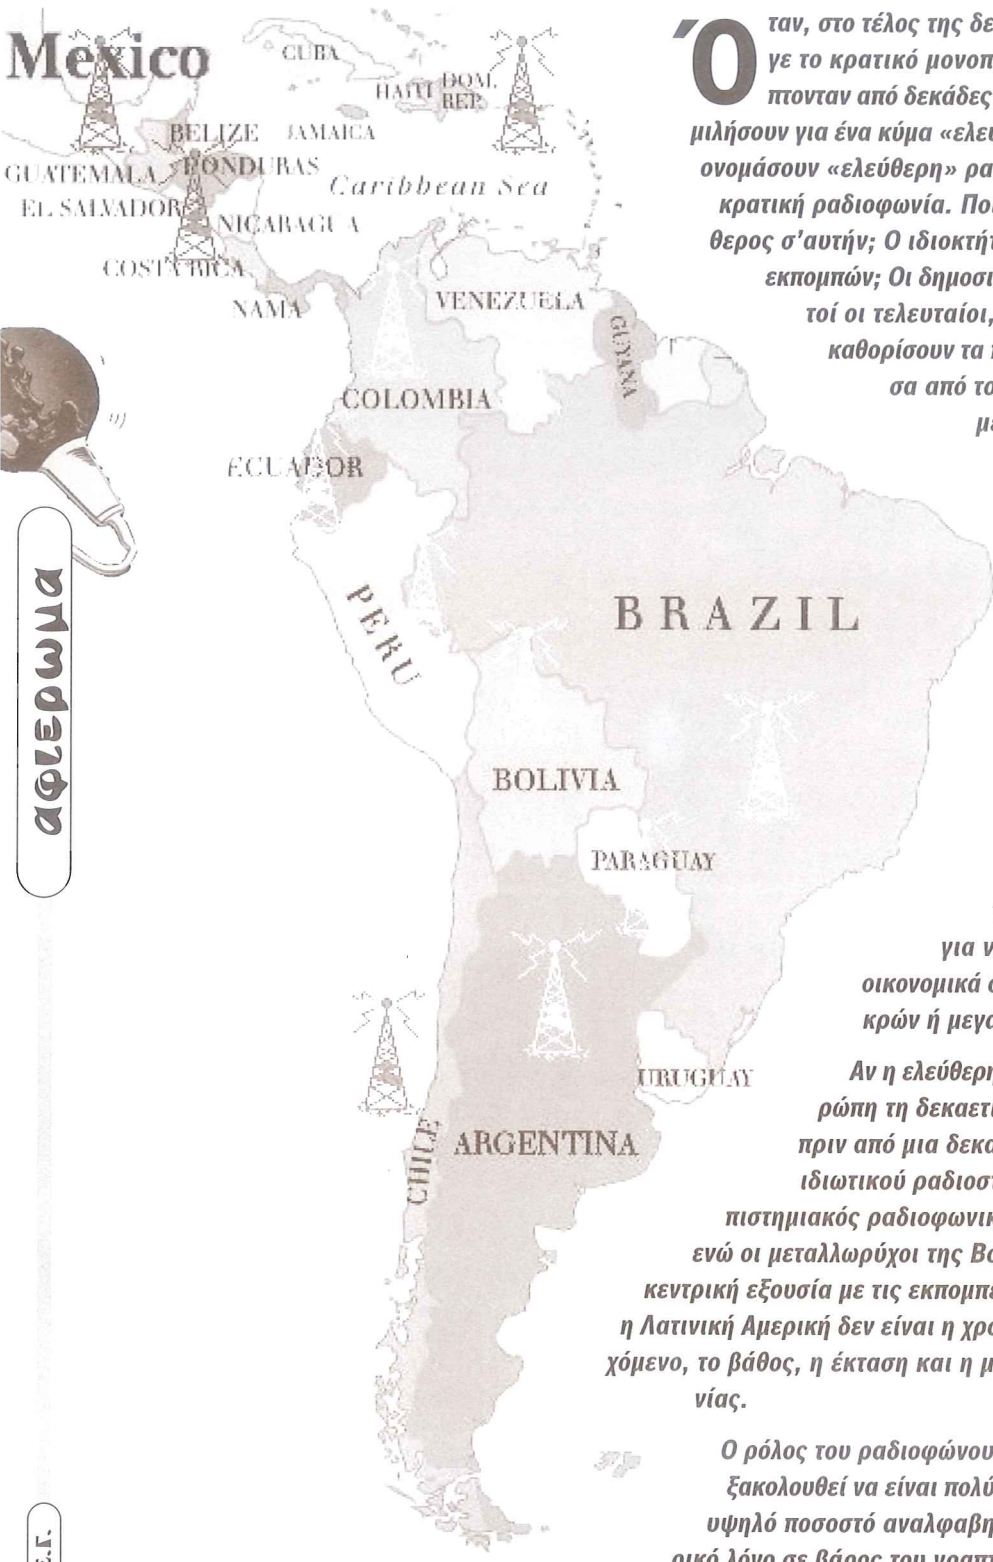 Mexico
CUBA
HAITI
DOM.
REP.
BELIZE
JAMAICA
GUATEMALA
HONDURAS
Caribbean Sea
EL SALVADOR
NICARAGUA
COSTA RICA
NAMA
VENEZUELA
GUYANA
COLOMBIA
ECUADOR
PERU
BRAZIL
BOLIVIA
PARAGUAY
URUGUAY
CHILE
ARGENTINA
αφιερωμα
Όταν, στο τέλος της δε
γε το κρατικό μονοπ
πτονταν από δεκάδες
μιλήσουν για ένα κύμα «ελευ
ονομάσουν «ελεύθερη» ρα
κρατική ραδιοφωνία. Πο
θερος σ'αυτήν; Ο ιδιοκτήτ
εκπομπών; Οι δημοσι
τοί οι τελευταίοι,
καθορίσουν τα
σα από το
με
για ν
οικονομικά
κρών ή μεγα
Αν η ελεύθερη
ρώπη τη δεκαετ
πριν από μια δεκα
ιδιωτικού ραδιοστ
πιστημιακός ραδιοφωνικ
ενώ οι μεταλλωρύχοι της Βο
κεντρική εξουσία με τις εκπομπ
η Λατινική Αμερική δεν είναι η χρο
χόμενο, το βάθος, η έκταση και η μ
νίας.
Ο ρόλος του ραδιοφώνου
ξακολουθεί να είναι πολύ
υψηλό ποσοστό αναλφαβη
ρικό λόγο σε βάρος του γραπτ